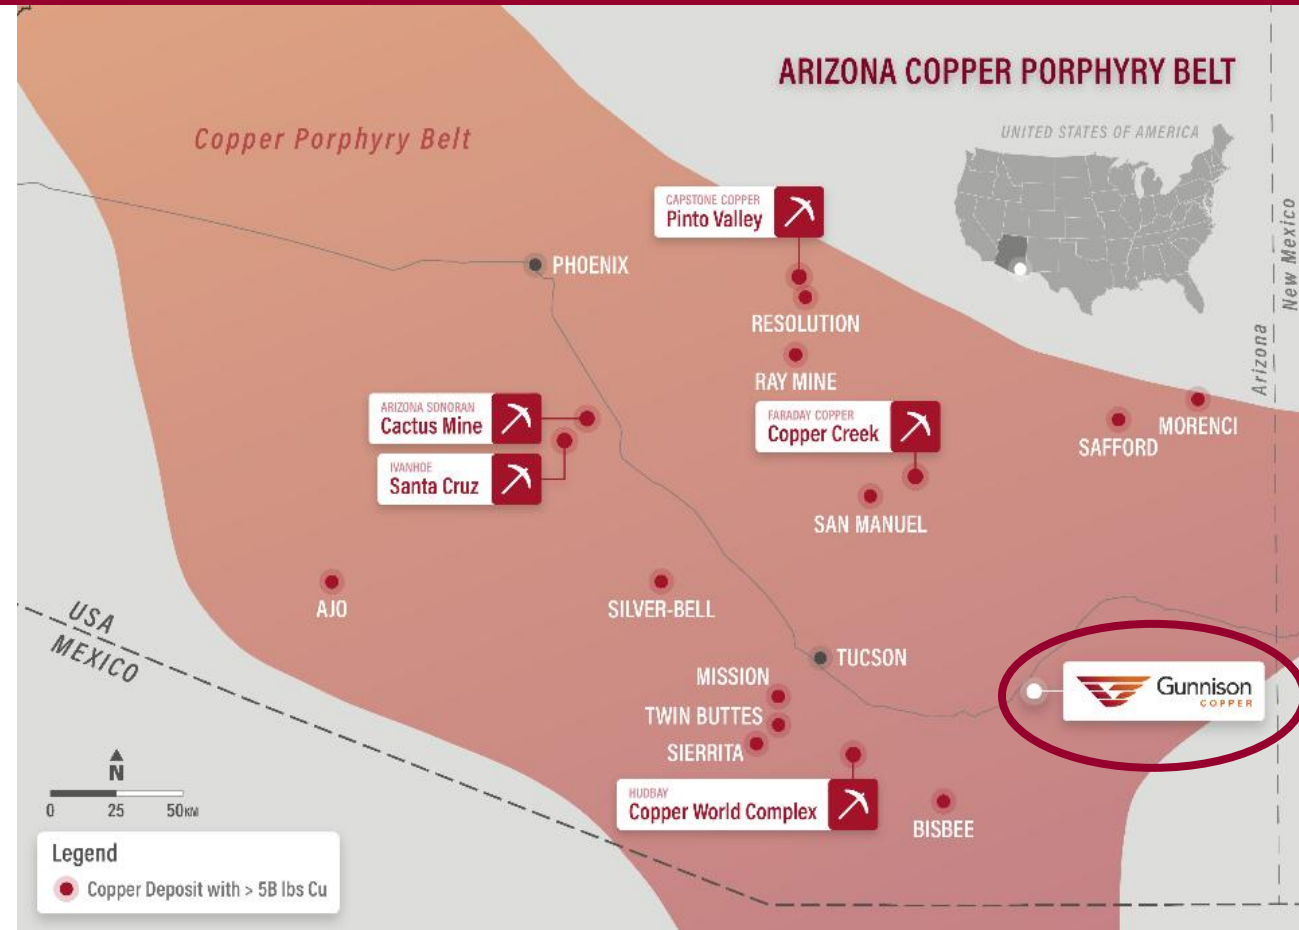 ARIZONA COPPER PORPHYRY BELT
Copper Porphyry Belt
UNITED STATES OF AMERICA
New Mexico
Arizona
CAPSTONE COPPER
Pinto Valley
PHOENIX
RESOLUTION
RAY MINE
ARIZONA SONORAN
Cactus Mine
FARADAY COPPER
Copper Creek
MORENCI
SAFFORD
IVANHOE
Santa Cruz
SAN MANUEL
AJO
SILVER-BELL
USA
MEXICO
TUCSON
MISSION
Gunnison
COPPER
TWIN BUTTES
SIERRITA
HUDBAY
Copper World Complex
BISBEE
N
0 25 50KM
Legend
Copper Deposit with > 5B lbs Cu